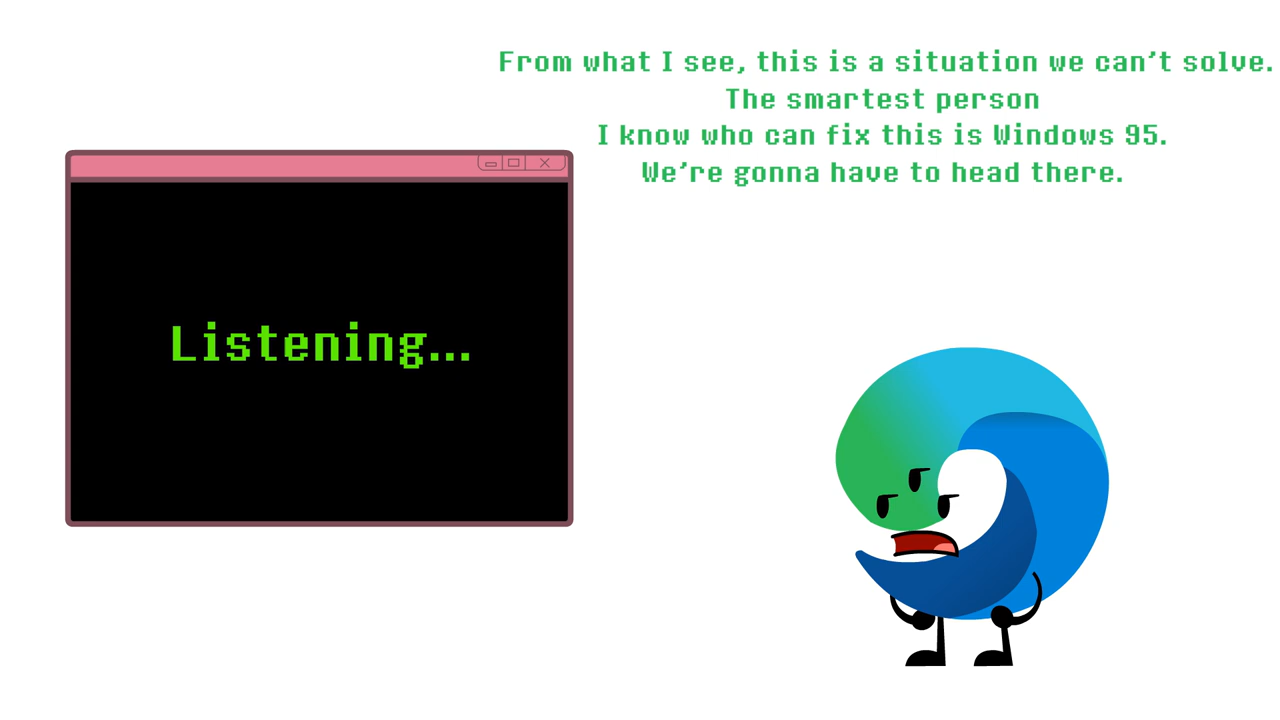 From what I see, this is a situation we can't solve.
The smartest person
I know who can fix this is Windows 95.
We're gonna have to head there.
Listening...